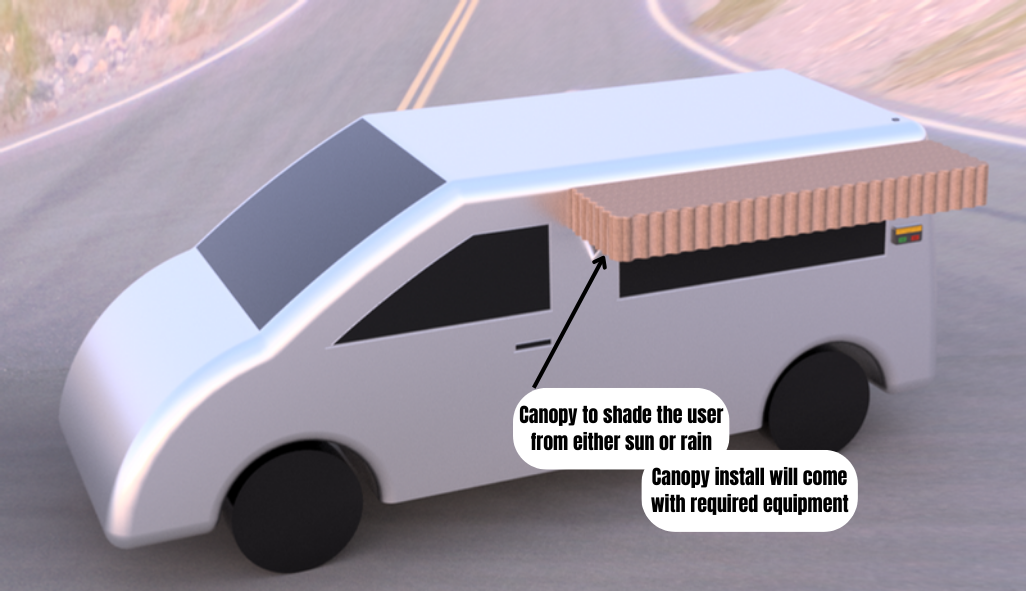 Canopy to shade the user
from either sun or rain
Canopy install will come
with required equipment